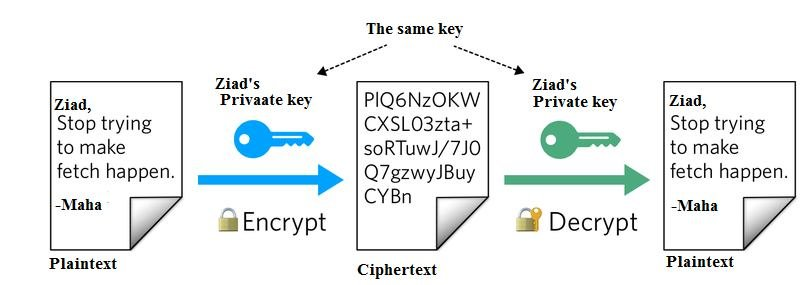 The same key
Ziad,
Stop trying
to make
fetch happen.
-Maha
Plaintext
Ziad's
Privaate key
Encrypt
PIQ6NzOKW
CXSL03zta+
soRTuwJ/7J0
Q7gzwyJBuy
CYBn
Ciphertext
Ziad's
Private key
Decrypt
Ziad,
Stop trying
to make
fetch happen.
-Maha
Plaintext